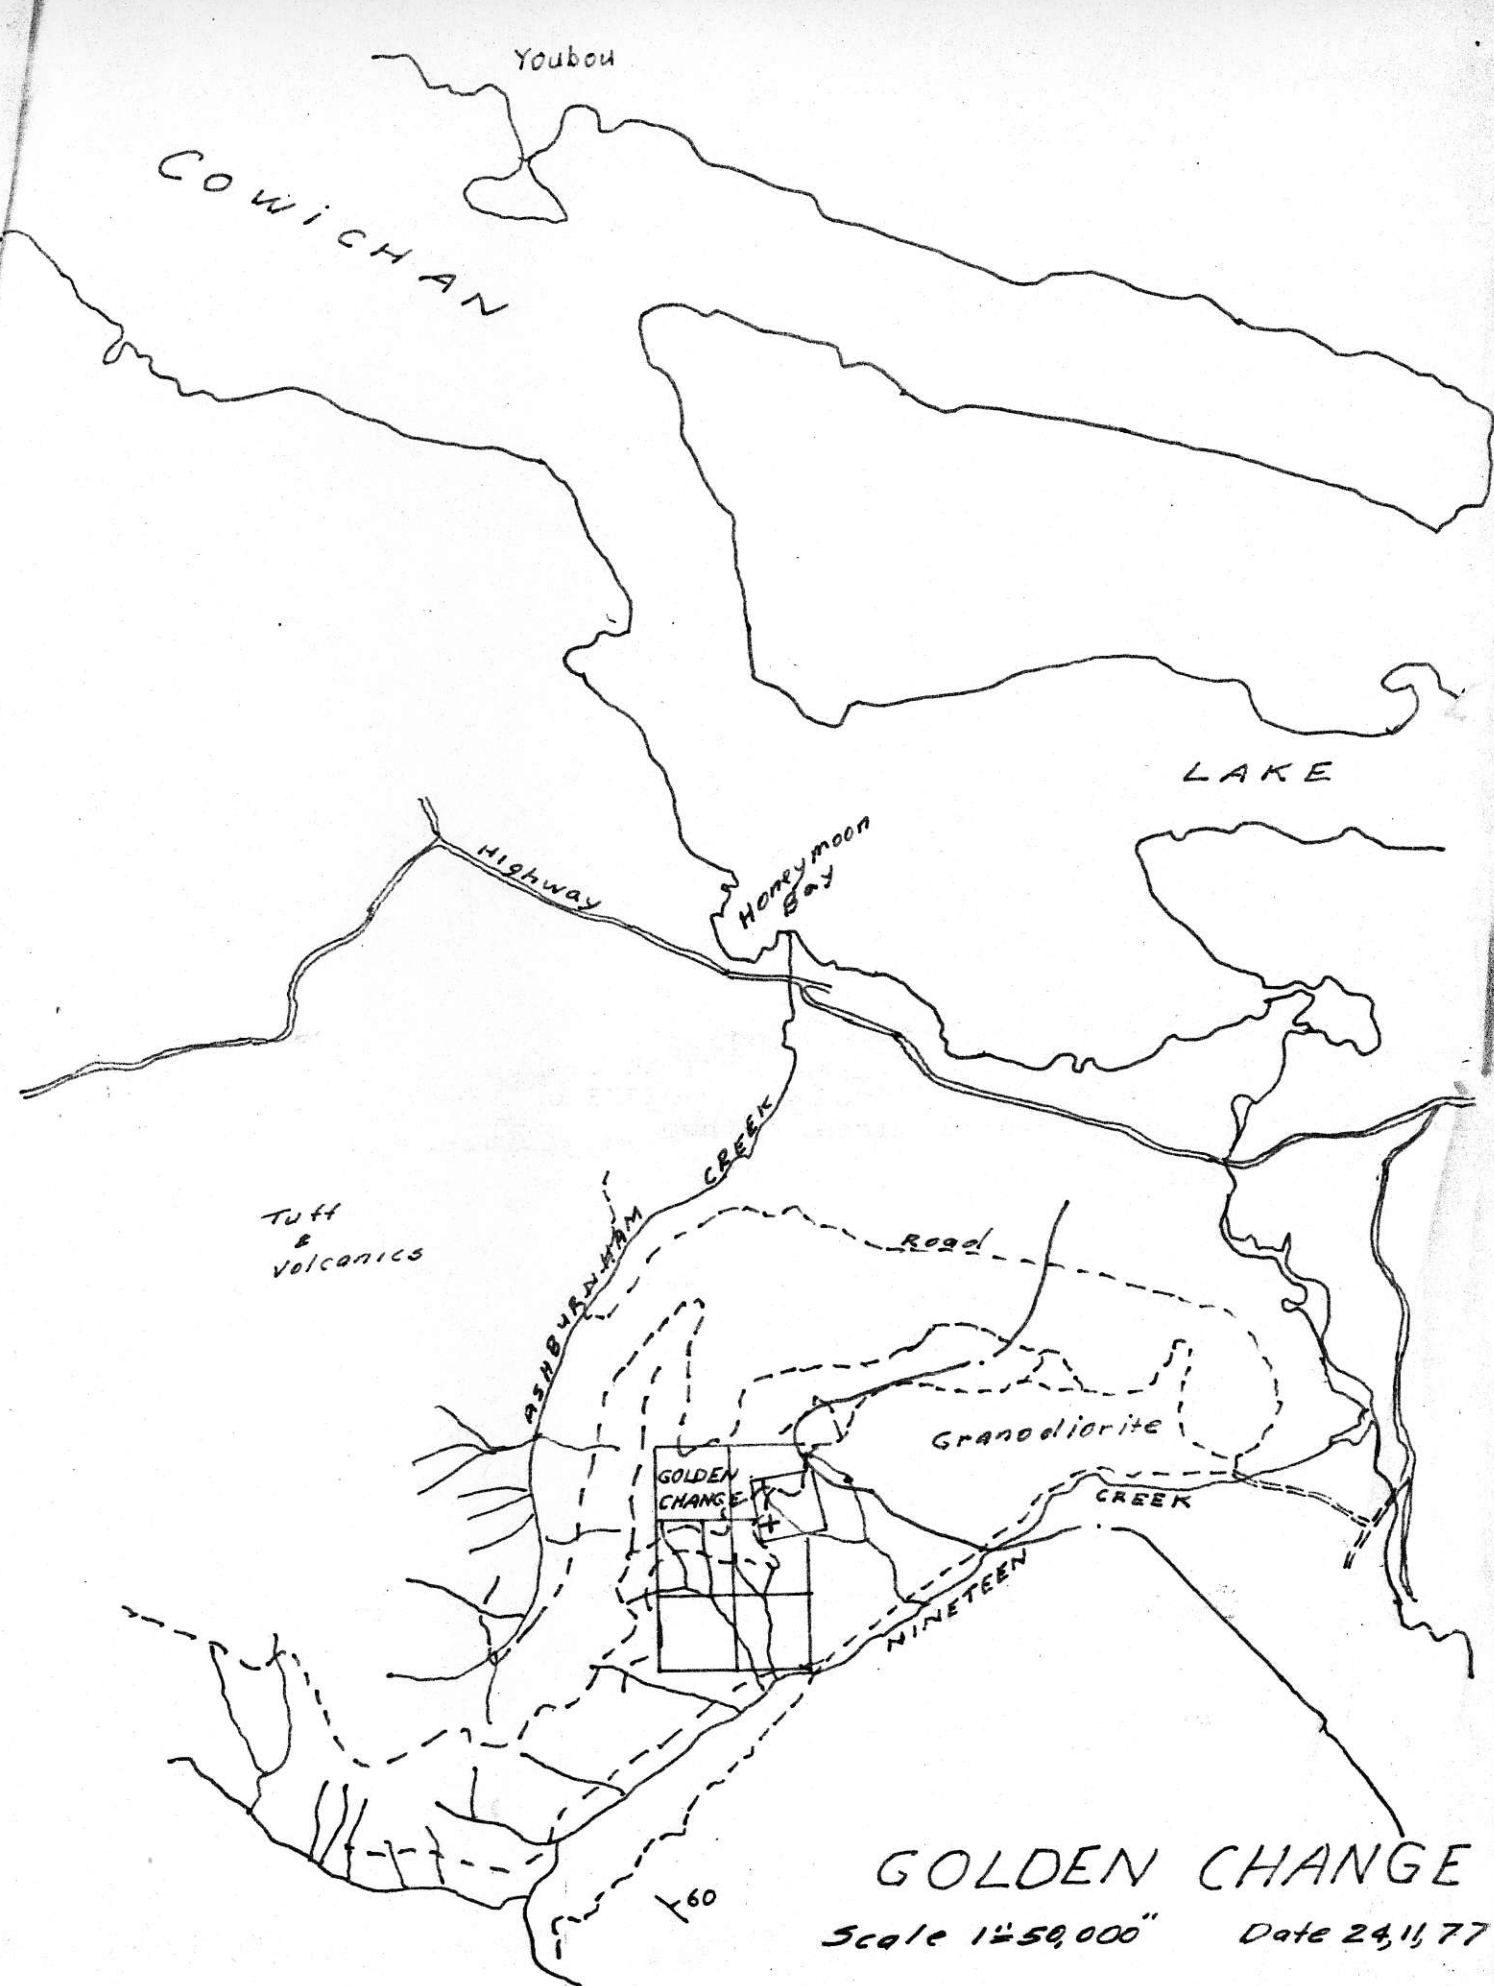 Youbou
COWiCHAN
LAKE
Honeymoon
Bay
Highway
CREEK
ASHBURNHAM
Tuff
&
Volcanics
Road
Granodiorite
GOLDEN
CHANGE
CREEK
NINETEEN
60
GOLDEN CHANGE
Scale 1"=50,000" Date 24,11,77